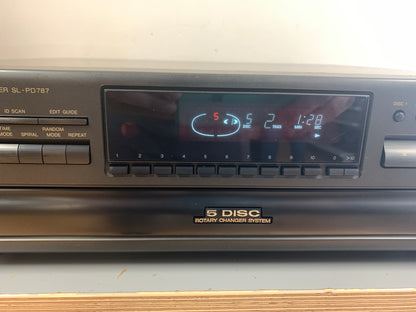 ER SL-PD787
ID SCAN
EDIT GUIDE
DISC 1
5
5 2 1:28
DISC TRACK MIN SEC
TIME MODE
SPIRAL
RANDOM MODE
REPEAT
1 2 3 4 5 6 7 8 9 10 0 >10
5 DISC
ROTARY CHANGER SYSTEM